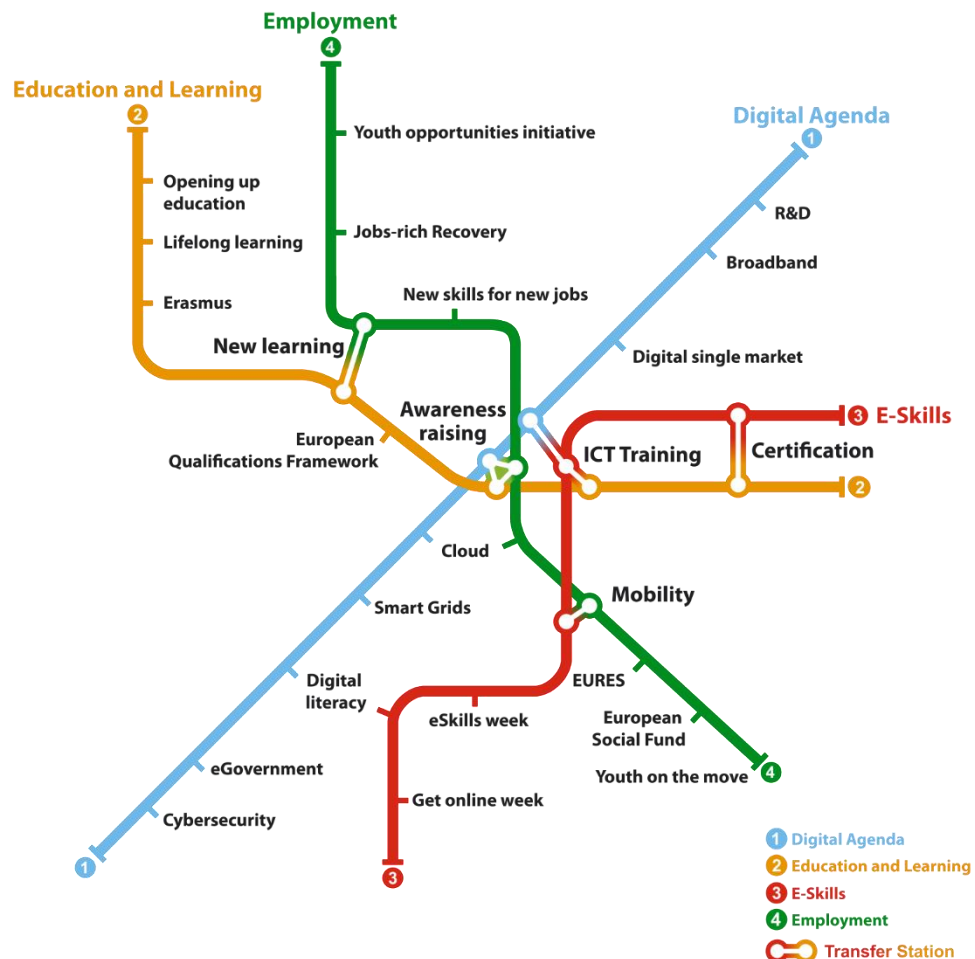 Employment
4
Education and Learning
2
Digital Agenda
1
Youth opportunities initiative
Opening up
education
R&D
Jobs-rich Recovery
Lifelong learning
Broadband
Erasmus
New skills for new jobs
New learning
Digital single market
Awareness
raising
3 E-Skills
European
Qualifications Framework
ICT Training
Certification
2
Cloud
Smart Grids
Mobility
Digital
literacy
EURES
eSkills week
European
Social Fund
eGovernment
Youth on the move
4
Get online week
Cybersecurity
1
3
1 Digital Agenda
2 Education and Learning
3 E-Skills
4 Employment
Transfer Station